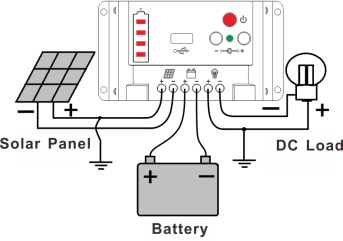 + - + - + -
- +
- +
Solar Panel
DC Load
+ -
Battery